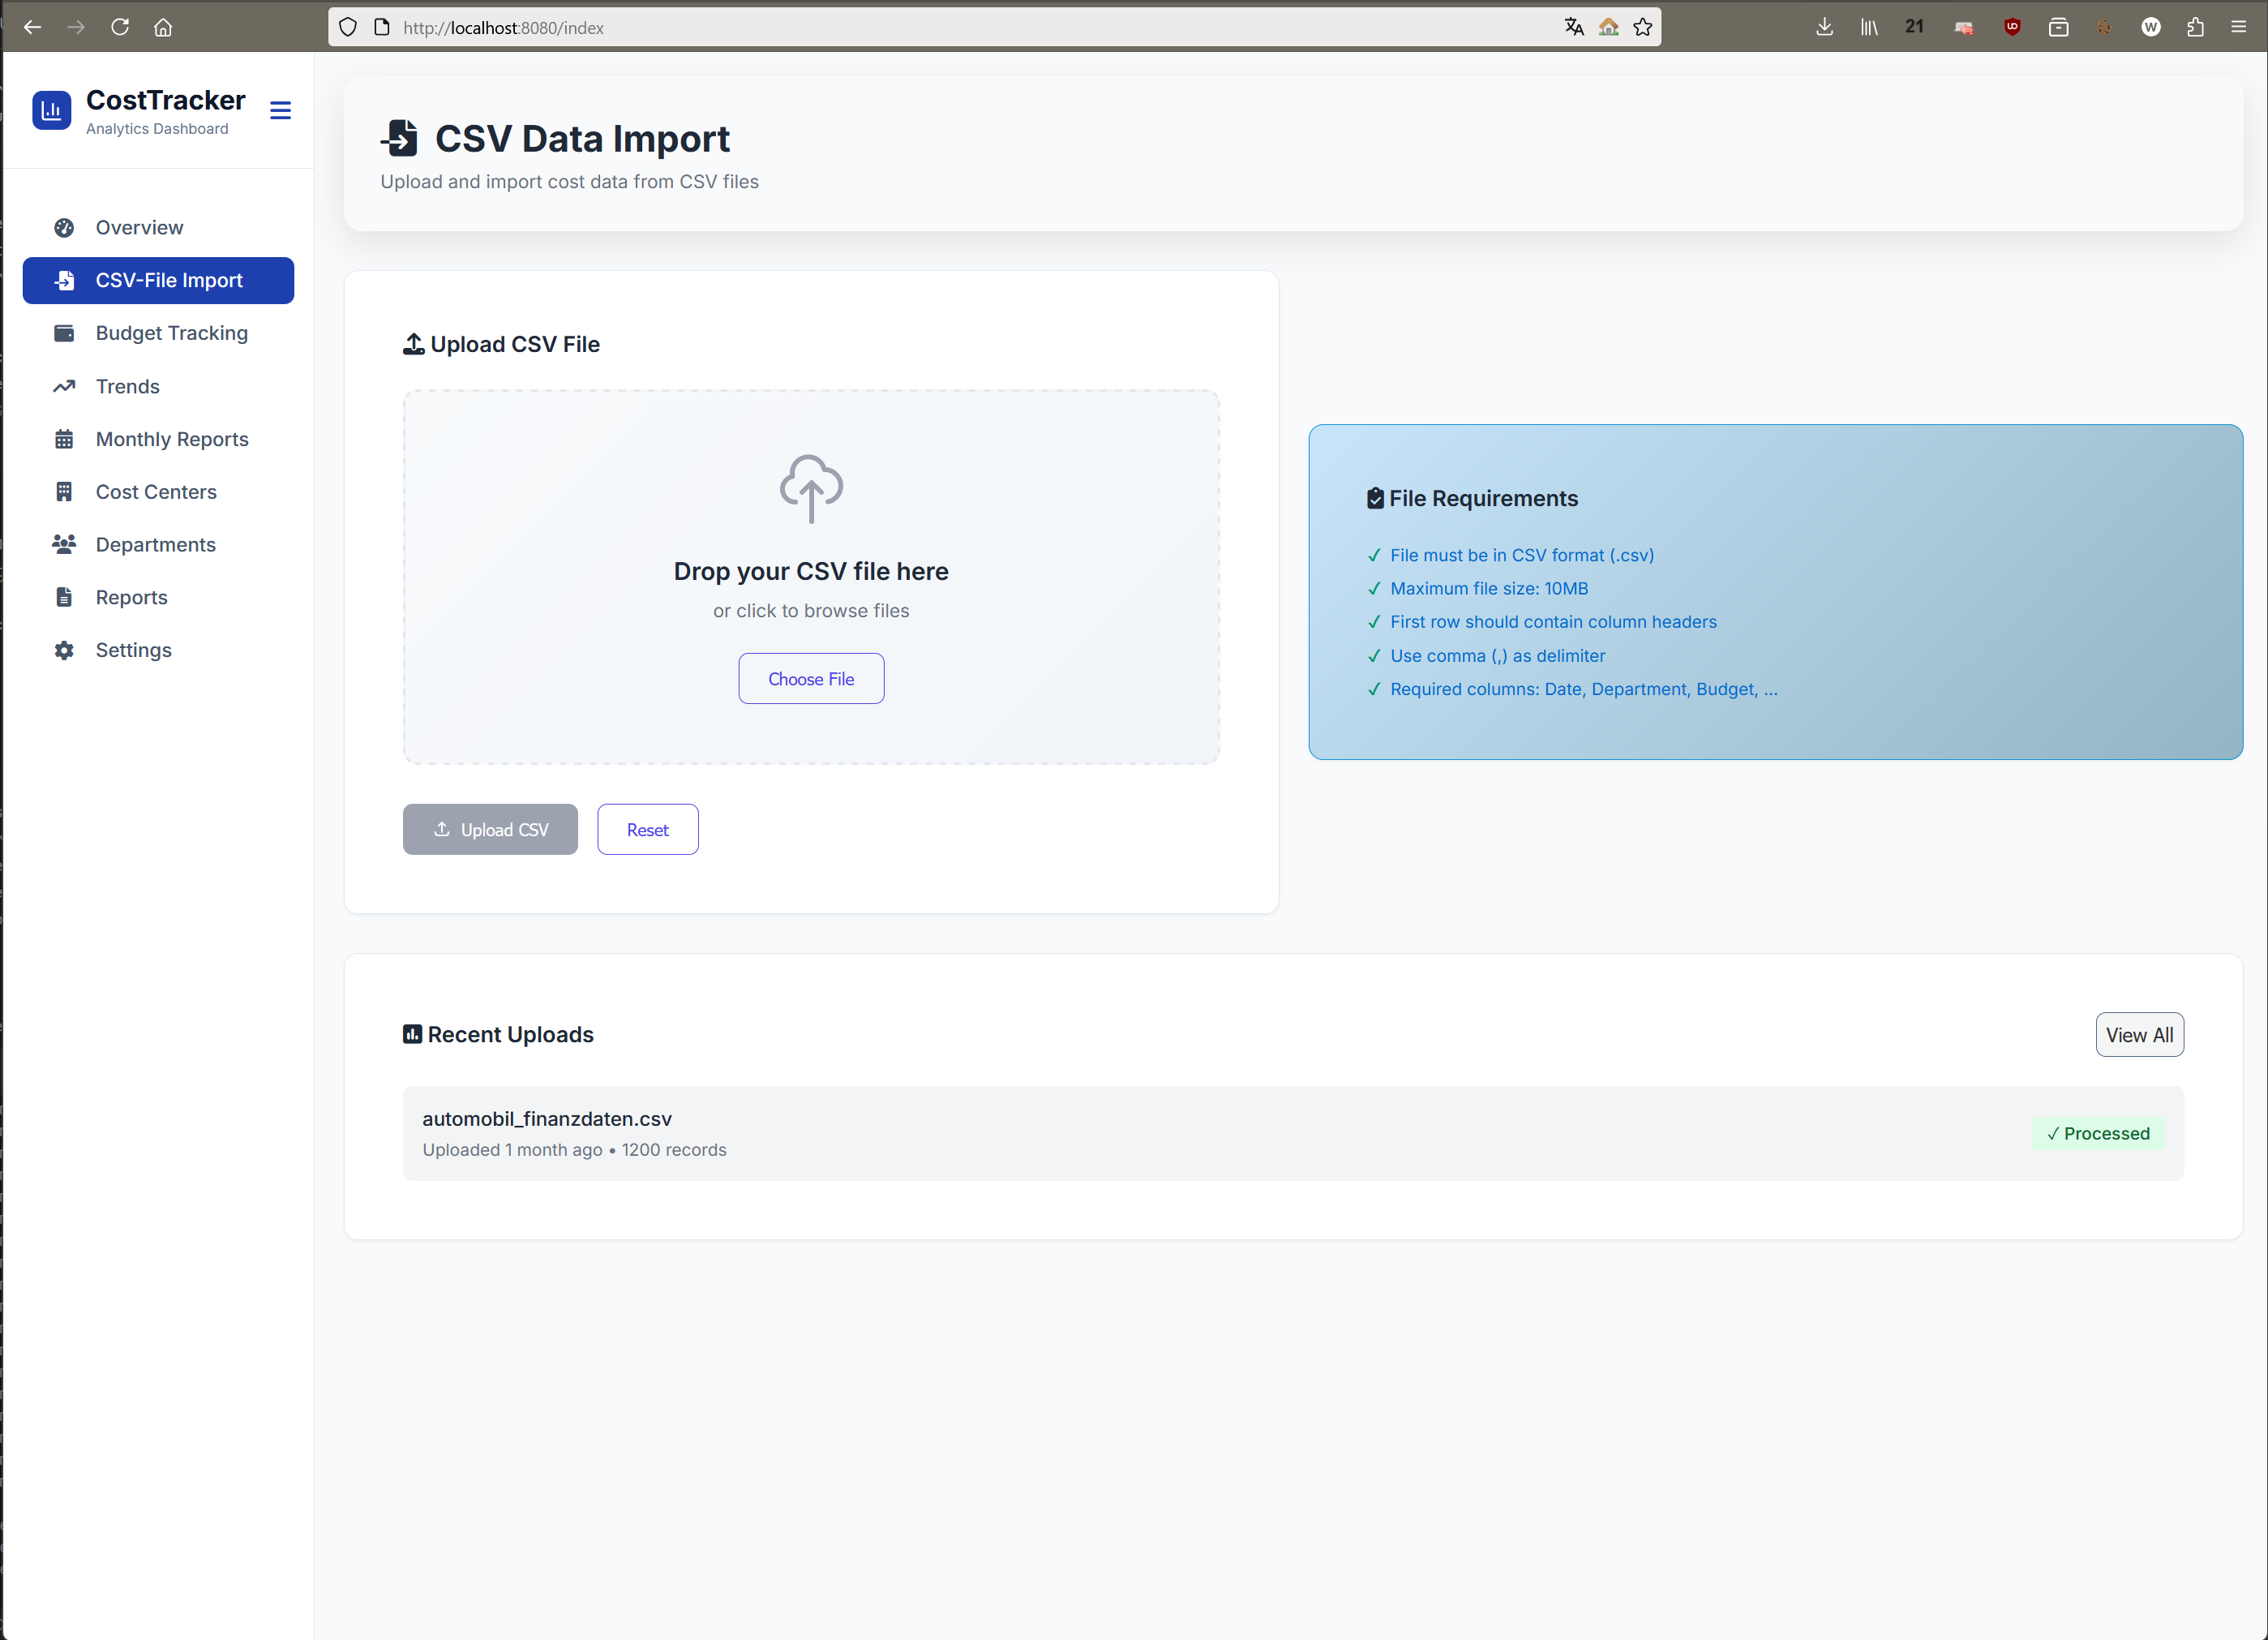 http://localhost:8080/index
21
CostTracker
Analytics Dashboard
Overview
CSV-File Import
Budget Tracking
Trends
Monthly Reports
Cost Centers
Departments
Reports
Settings
CSV Data Import
Upload and import cost data from CSV files
Upload CSV File
Drop your CSV file here
or click to browse files
Choose File
Upload CSV
Reset
File Requirements
✓ File must be in CSV format (.csv)
✓ Maximum file size: 10MB
✓ First row should contain column headers
✓ Use comma (,) as delimiter
✓ Required columns: Date, Department, Budget, ...
Recent Uploads
View All
automobil_finanzdaten.csv
Uploaded 1 month ago • 1200 records
✓ Processed